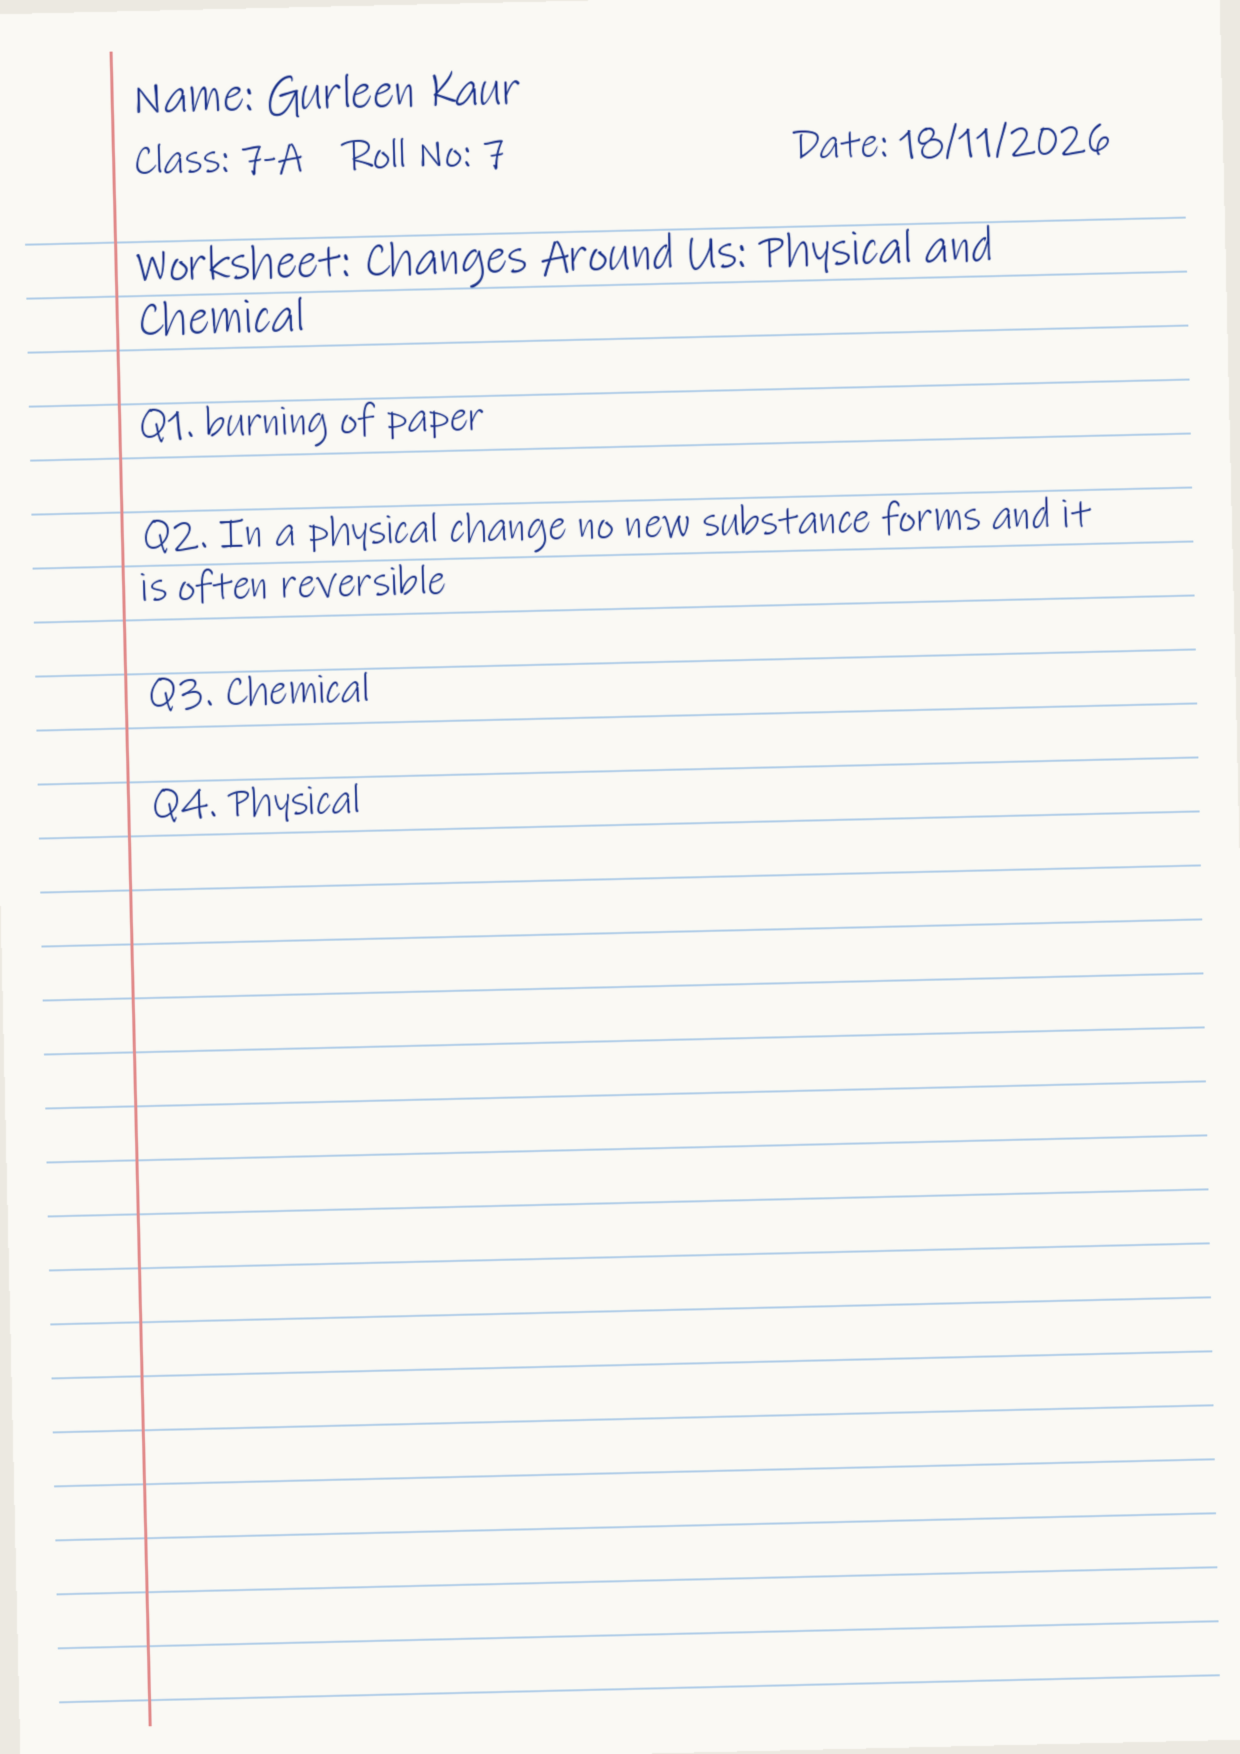 Name: Gurleen Kaur
Class: 7-A Roll No: 7 Date: 18/11/2026
Worksheet: Changes Around Us: Physical and
Chemical
Q1. burning of paper
Q2. In a physical change no new substance forms and it
is often reversible
Q3. Chemical
Q4. Physical